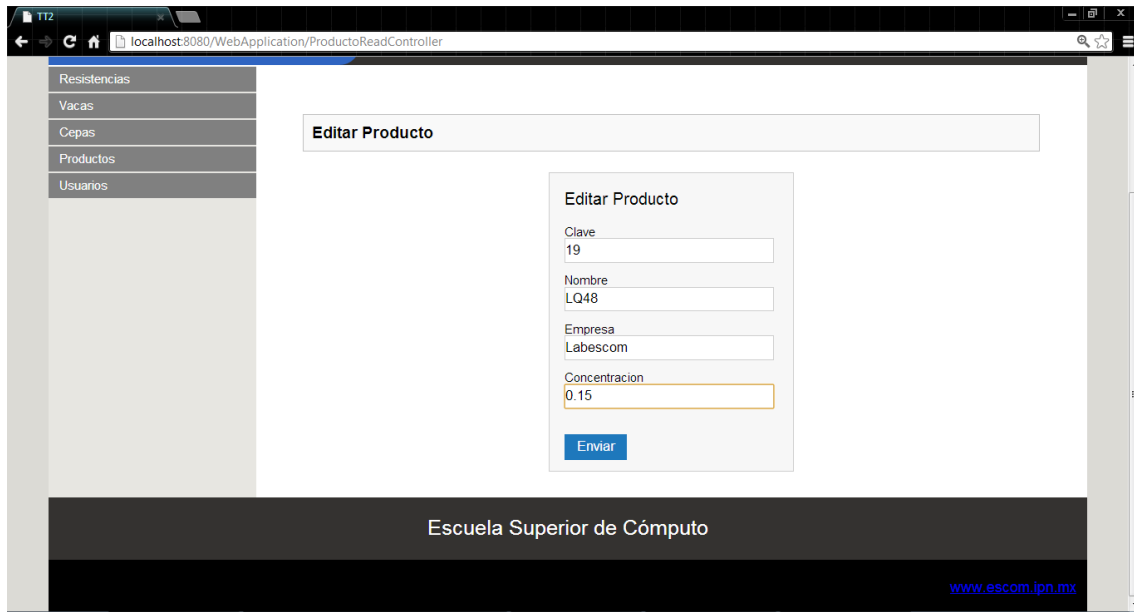 TT2
localhost:8080/WebApplication/ProductoReadController
Resistencias
Vacas
Cepas
Productos
Usuarios
Editar Producto
Editar Producto
Clave
19
Nombre
LQ48
Empresa
Labescom
Concentracion
0.15
Enviar
Escuela Superior de Cómputo
www.escom.ipn.mx